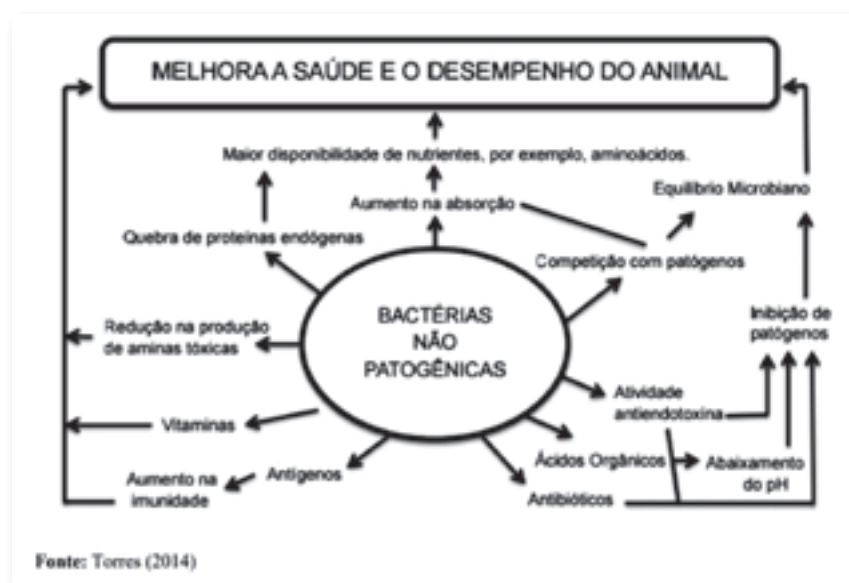 MELHORA A SAÚDE E O DESEMPENHO DO ANIMAL
Maior disponibilidade de nutrientes, por exemplo, aminoácidos.
Aumento na absorção
Equilíbrio Microbiano
Quebra de proteínas endógenas
Competição com patógenos
BACTÉRIAS
NÃO
PATOGÊNICAS
Redução na produção
de aminas tóxicas
Inibição de
patógenos
Vitaminas
Atividade
antiendotoxina
Antígenos
Aumento na
imunidade
Ácidos Orgânicos
Abaixamento
do pH
Antibióticos
Fonte: Torres (2014)